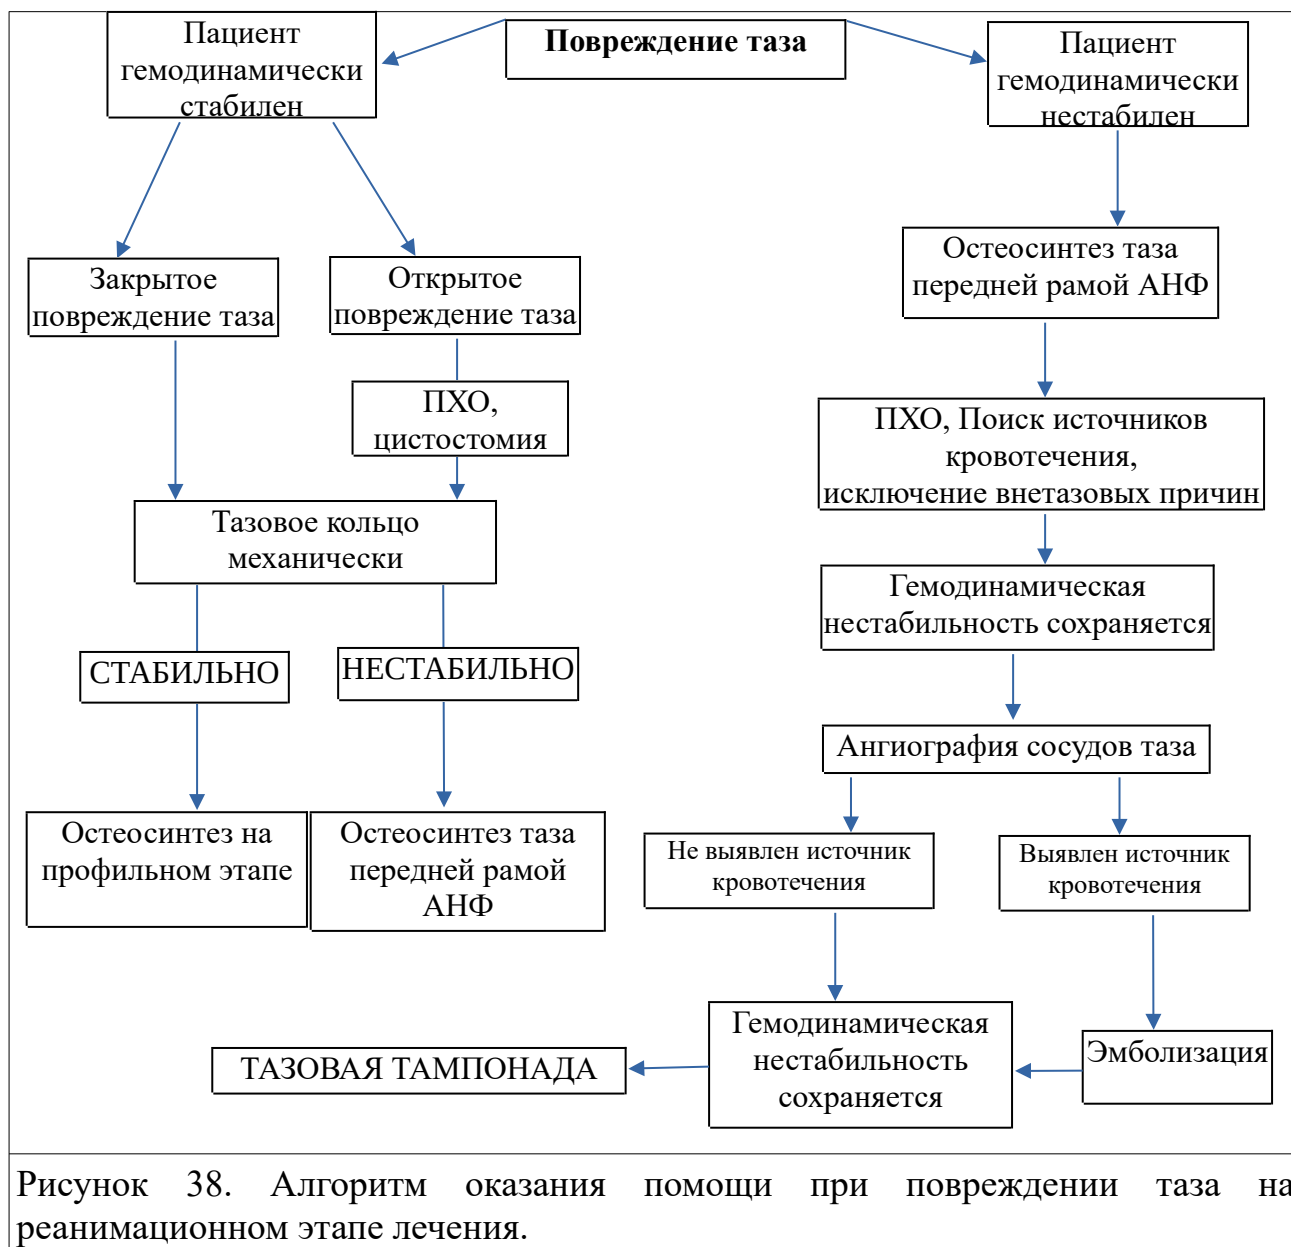 Повреждение таза
Пациент
гемодинамически
стабилен
Пациент
гемодинамически
нестабилен
Закрытое
повреждение таза
Открытое
повреждение таза
ПХО,
цистостомия
Тазовое кольцо
механически
СТАБИЛЬНО
НЕСТАБИЛЬНО
Остеосинтез на
профильном этапе
Остеосинтез таза
передней рамой
АНФ
Остеосинтез таза
передней рамой АНФ
ПХО, Поиск источников
кровотечения,
исключение внетазовых причин
Гемодинамическая
нестабильность сохраняется
Ангиография сосудов таза
Не выявлен источник
кровотечения
Выявлен источник
кровотечения
Эмболизация
Гемодинамическая
нестабильность
сохраняется
ТАЗОВАЯ ТАМПОНАДА
Рисунок 38. Алгоритм оказания помощи при повреждении таза на
реанимационном этапе лечения.